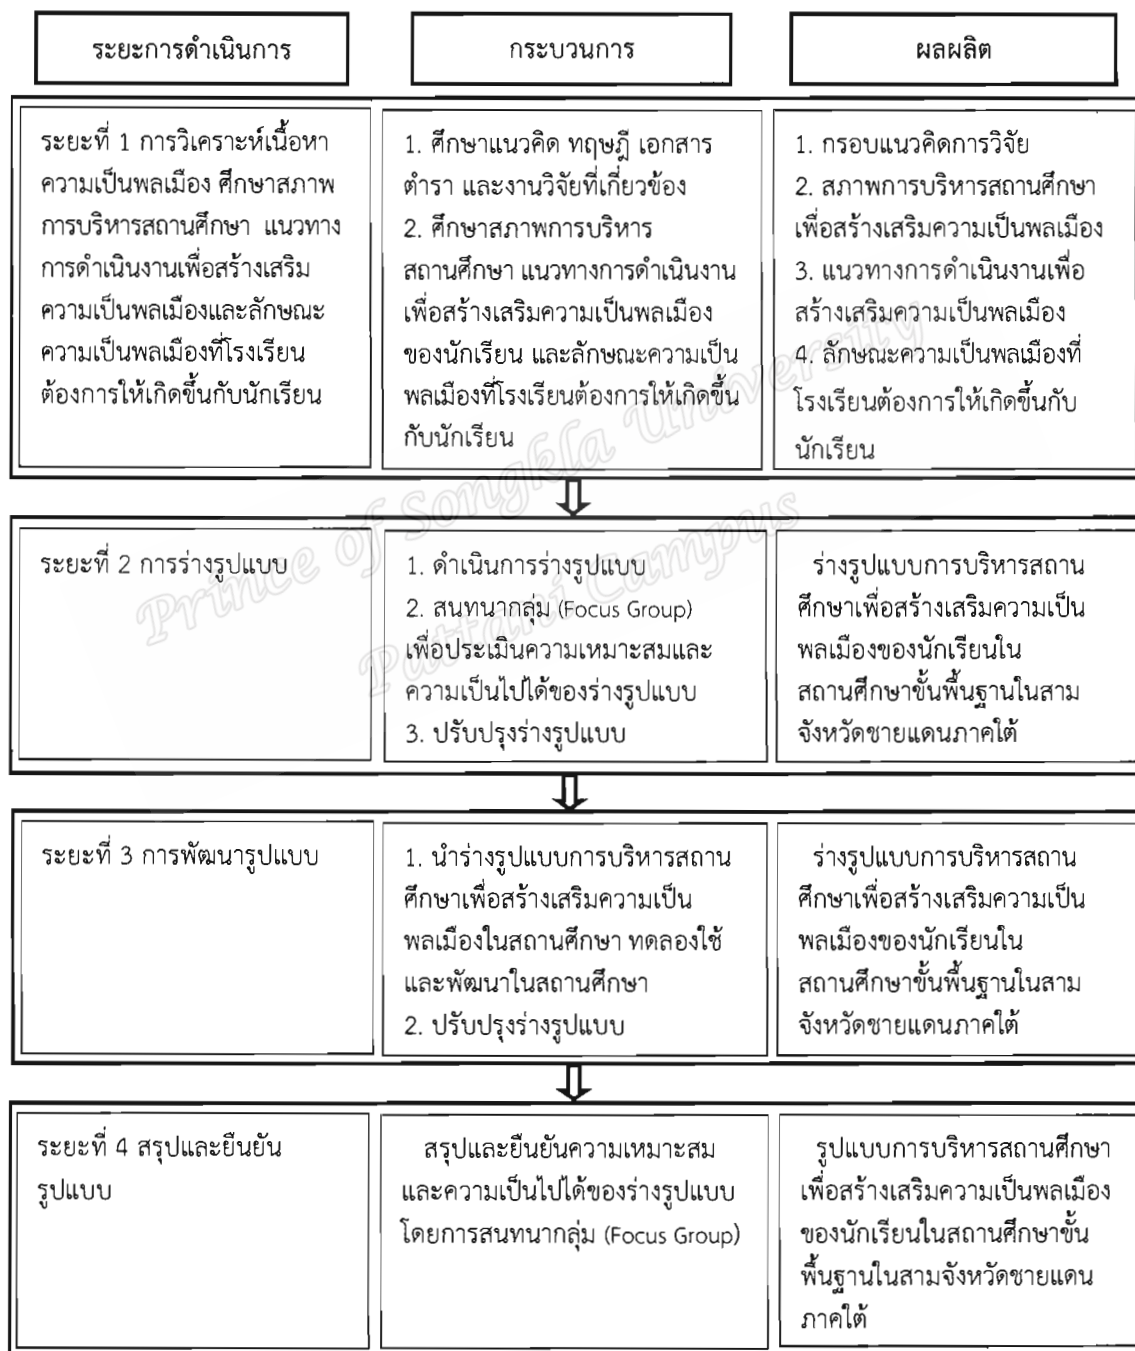 ระยะการดำเนินการ
กระบวนการ
ผลผลิต
ระยะที่ 1 การวิเคราะห์เนื้อหา
ความเป็นพลเมือง ศึกษาสภาพ
การบริหารสถานศึกษา แนวทาง
การดำเนินงานเพื่อสร้างเสริม
ความเป็นพลเมืองและลักษณะ
ความเป็นพลเมืองที่โรงเรียน
ต้องการให้เกิดขึ้นกับนักเรียน
1. ศึกษาแนวคิด ทฤษฎี เอกสาร
ตำรา และงานวิจัยที่เกี่ยวข้อง
2. ศึกษาสภาพการบริหาร
สถานศึกษา แนวทางการดำเนินงาน
เพื่อสร้างเสริมความเป็นพลเมือง
ของนักเรียน และลักษณะความเป็น
พลเมืองที่โรงเรียนต้องการให้เกิดขึ้น
กับนักเรียน
1. กรอบแนวคิดการวิจัย
2. สภาพการบริหารสถานศึกษา
เพื่อสร้างเสริมความเป็นพลเมือง
3. แนวทางการดำเนินงานเพื่อ
สร้างเสริมความเป็นพลเมือง
4. ลักษณะความเป็นพลเมืองที่
โรงเรียนต้องการให้เกิดขึ้นกับ
นักเรียน
ระยะที่ 2 การร่างรูปแบบ
1. ดำเนินการร่างรูปแบบ
2. สนทนากลุ่ม (Focus Group)
เพื่อประเมินความเหมาะสมและ
ความเป็นไปได้ของร่างรูปแบบ
3. ปรับปรุงร่างรูปแบบ
ร่างรูปแบบการบริหารสถาน
ศึกษาเพื่อสร้างเสริมความเป็น
พลเมืองของนักเรียนใน
สถานศึกษาขั้นพื้นฐานในสาม
จังหวัดชายแดนภาคใต้
ระยะที่ 3 การพัฒนารูปแบบ
1. นำร่างรูปแบบการบริหารสถาน
ศึกษาเพื่อสร้างเสริมความเป็น
พลเมืองในสถานศึกษา ทดลองใช้
และพัฒนาในสถานศึกษา
2. ปรับปรุงร่างรูปแบบ
ร่างรูปแบบการบริหารสถาน
ศึกษาเพื่อสร้างเสริมความเป็น
พลเมืองของนักเรียนใน
สถานศึกษาขั้นพื้นฐานในสาม
จังหวัดชายแดนภาคใต้
ระยะที่ 4 สรุปและยืนยัน
รูปแบบ
สรุปและยืนยันความเหมาะสม
และความเป็นไปได้ของร่างรูปแบบ
โดยการสนทนากลุ่ม (Focus Group)
รูปแบบการบริหารสถานศึกษา
เพื่อสร้างเสริมความเป็นพลเมือง
ของนักเรียนในสถานศึกษาขั้น
พื้นฐานในสามจังหวัดชายแดน
ภาคใต้
Prince of Songkla University
Pattani Campus